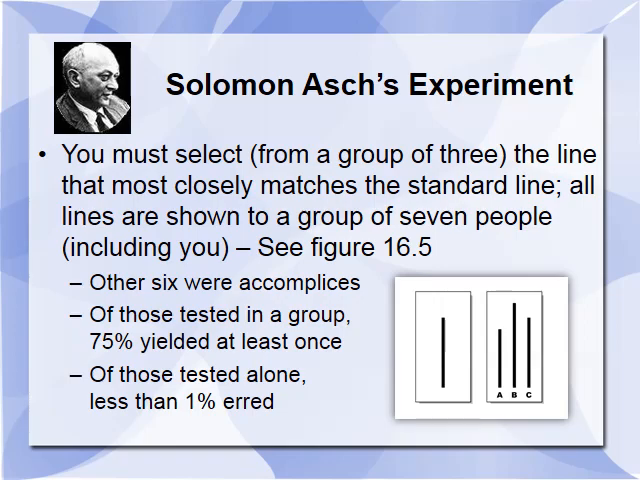 Solomon Asch’s Experiment
• You must select (from a group of three) the line
that most closely matches the standard line; all
lines are shown to a group of seven people
(including you) – See figure 16.5
– Other six were accomplices
– Of those tested in a group,
75% yielded at least once
– Of those tested alone,
less than 1% erred
A B C